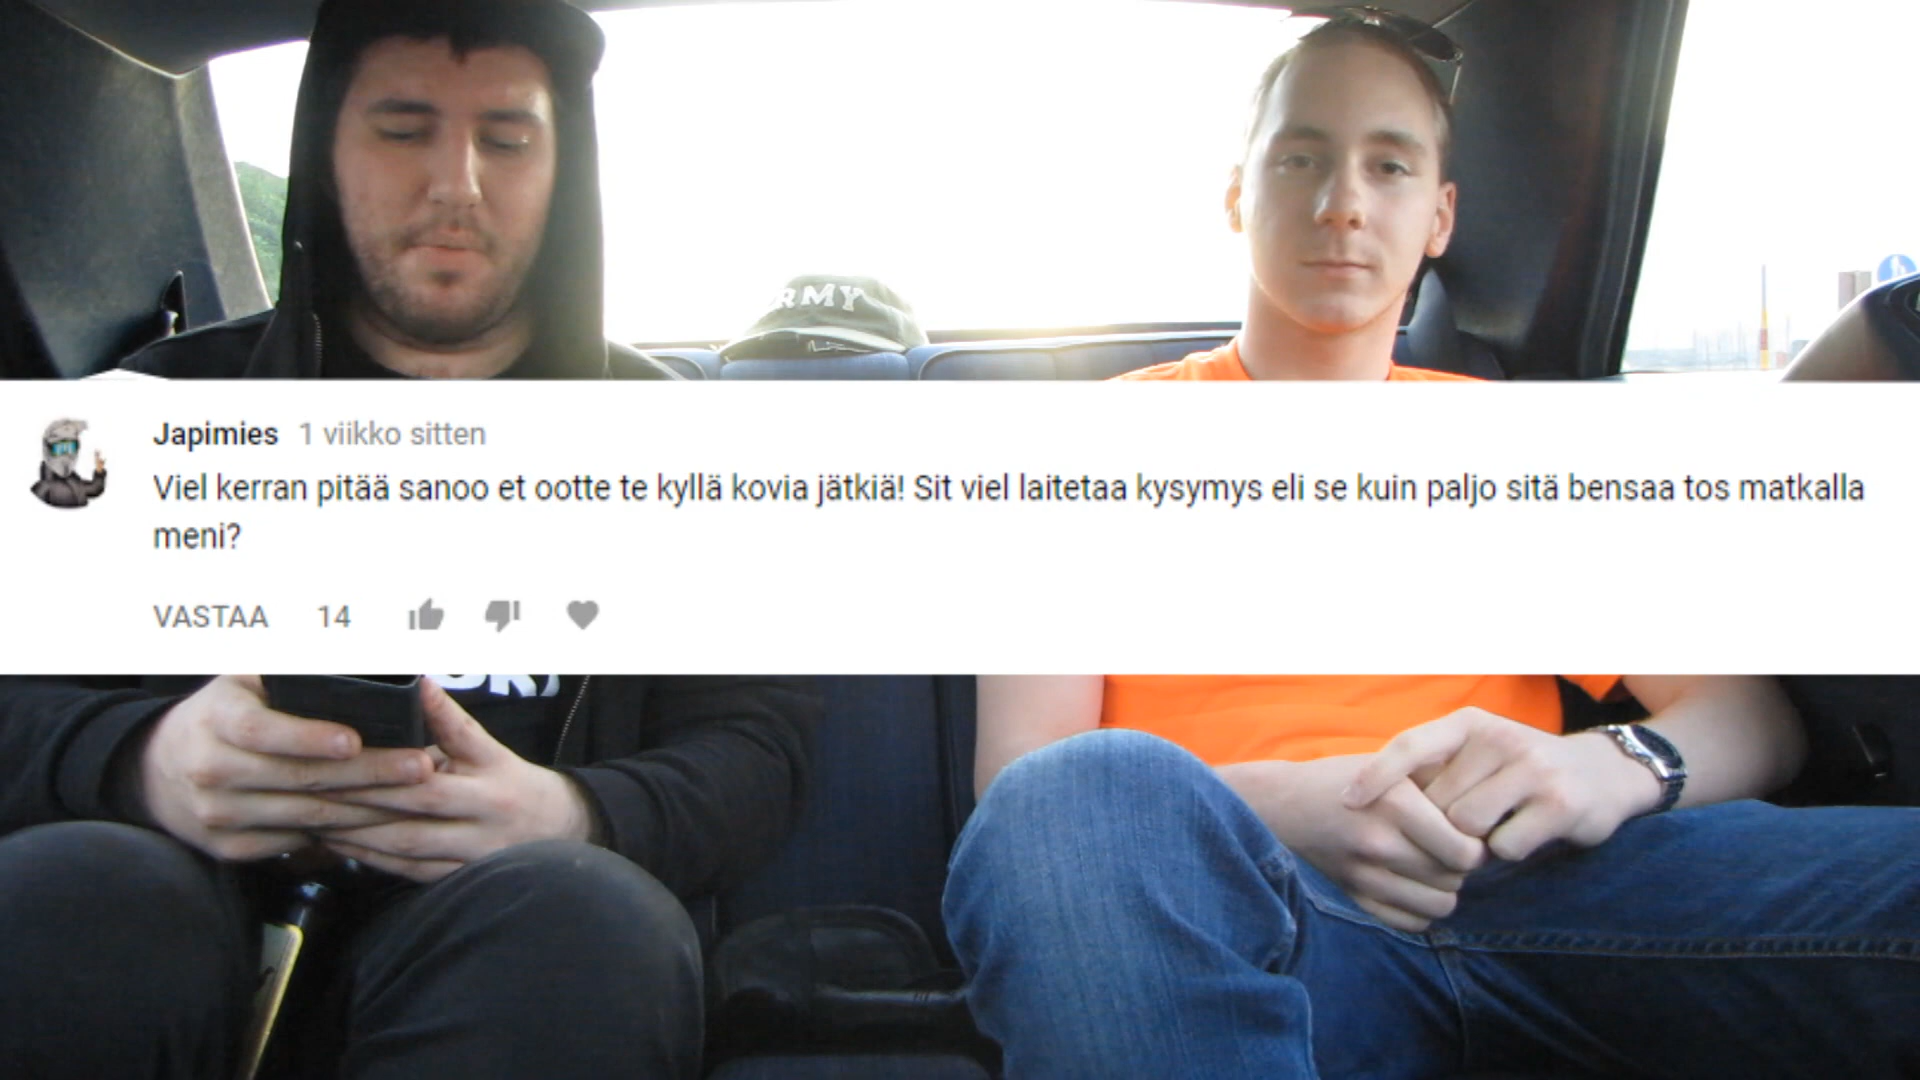 RMY
Japimies 1 viikko sitten
Viel kerran pitää sanoo et ootte te kyllä kovia jätkiä! Sit viel laitetaa kysymys eli se kuin paljo sitä bensaa tos matkalla
meni?
VASTAA 14